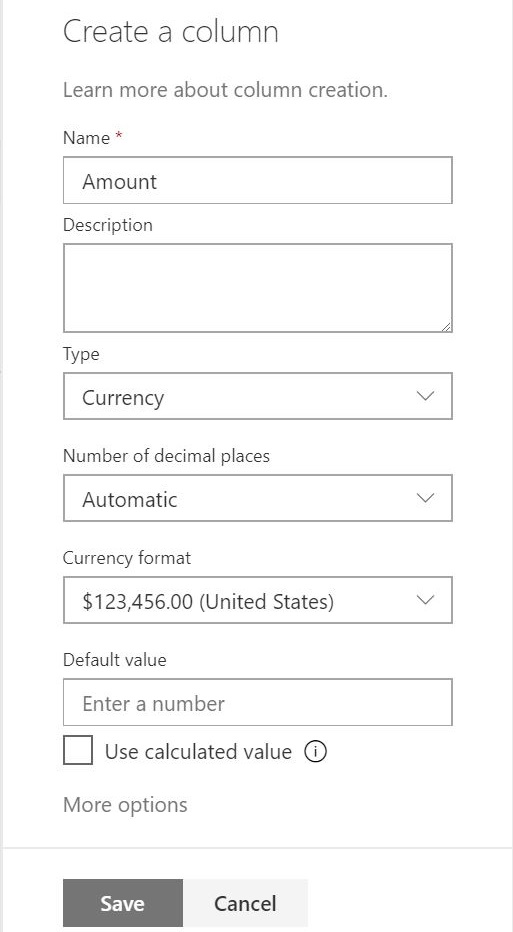 Create a column
Learn more about column creation.
Name *
Amount
Description
Type
Currency
Number of decimal places
Automatic
Currency format
$123,456.00 (United States)
Default value
Enter a number
Use calculated value
More options
Save Cancel